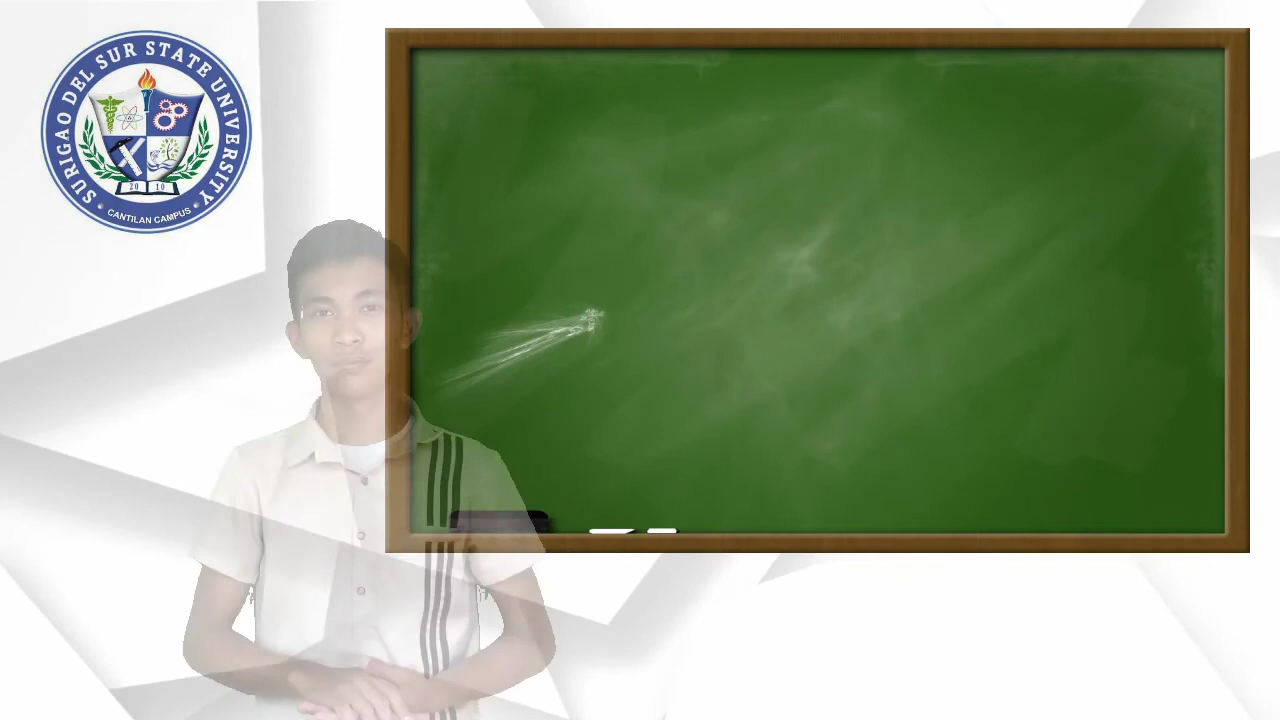 SURIGAO DEL SUR STATE UNIVERSITY
20 10
• CANTILAN CAMPUS •